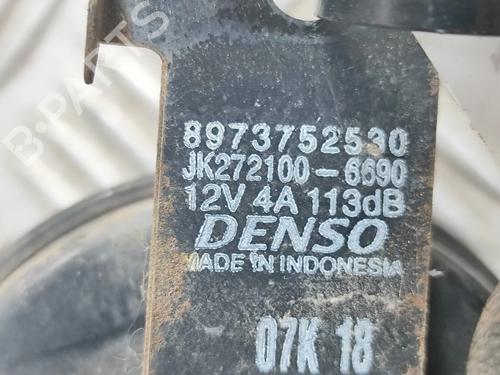 B-PARTS
8973752530
JK272100-6690
12V 4A 113dB
DENSO
MADE IN INDONESIA
07K 18